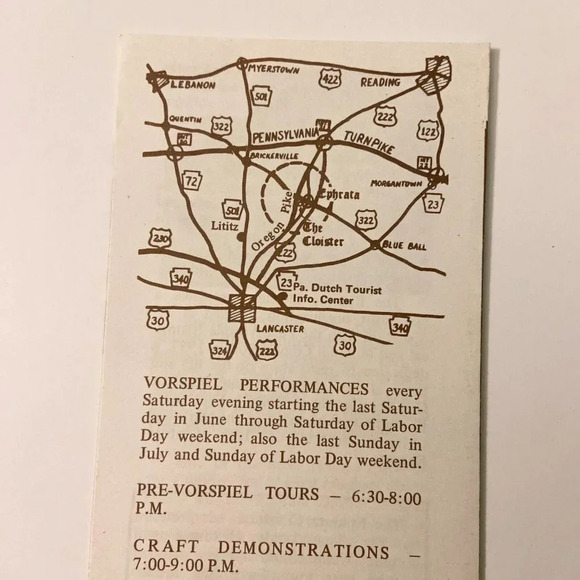 MYERSTOWN
422
READING
LEBANON
501
222
122
QUENTIN
322
PENNSYLVANIA
TURNPIKE
BRICKERVILLE
72
MORGANTOWN
23
Ephrata
Oregon Pike
501
322
Lititz
The
Cloister
222
BLUE BALL
230
340
23
Pa. Dutch Tourist
Info. Center
30
LANCASTER
340
30
324
222
VORSPIEL PERFORMANCES every
Saturday evening starting the last Satur-
day in June through Saturday of Labor
Day weekend; also the last Sunday in
July and Sunday of Labor Day weekend.
PRE-VORSPIEL TOURS – 6:30-8:00
P.M.
CRAFT DEMONSTRATIONS –
7:00-9:00 P.M.